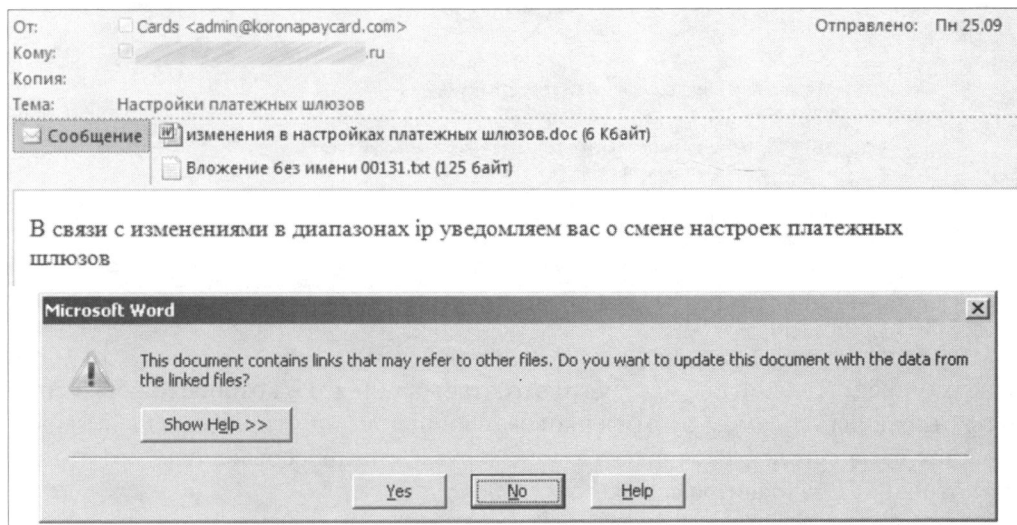 От: Cards <admin@koronapaycard.com> Отправлено: Пн 25.09
Кому: .ru
Копия:
Тема: Настройки платежных шлюзов
Сообщение изменения в настройках платежных шлюзов.doc (6 Кбайт)
Вложение без имени 00131.txt (125 байт)
В связи с изменениями в диапазонах ip уведомляем вас о смене настроек платежных
шлюзов
Microsoft Word
This document contains links that may refer to other files. Do you want to update this document with the data from
the linked files?
Show Help >>
Yes No Help